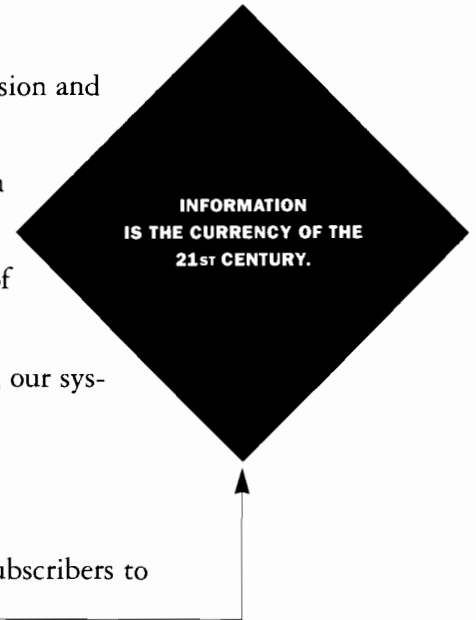 sion and
INFORMATION
IS THE CURRENCY OF THE
21ST CENTURY.
of
our sys-
ubscribers to